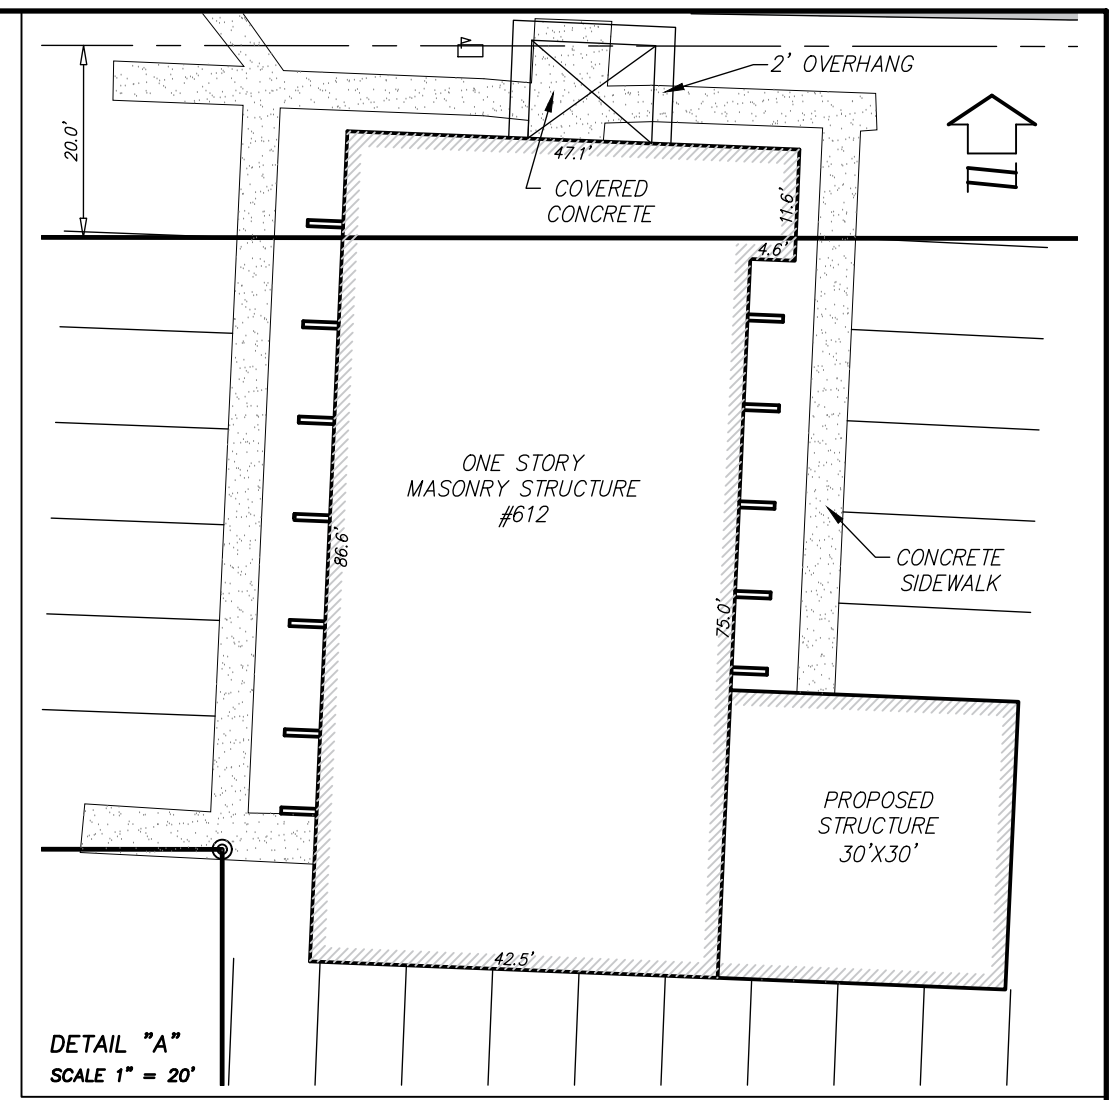 2' OVERHANG
20.0'
47.1'
COVERED
CONCRETE
11.6'
4.6'
ONE STORY
MASONRY STRUCTURE
#612
86.6'
CONCRETE
SIDEWALK
75.0'
PROPOSED
STRUCTURE
30'X30'
42.5'
DETAIL "A"
SCALE 1" = 20'